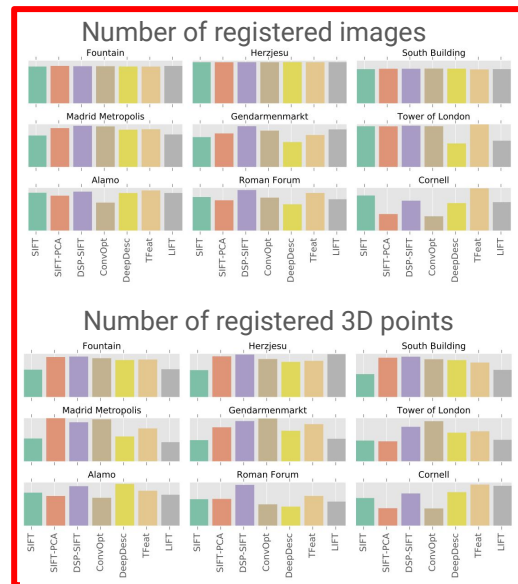 Number of registered images
Fountain Herzjesu South Building
Madrid Metropolis Gendarmenmarkt Tower of London
Alamo Roman Forum Cornell
SIFT SIFT-PCA DSP-SIFT ConvOpt DeepDesc TFeat LIFT SIFT SIFT-PCA DSP-SIFT ConvOpt DeepDesc TFeat LIFT SIFT SIFT-PCA DSP-SIFT ConvOpt DeepDesc TFeat LIFT
Number of registered 3D points
Fountain Herzjesu South Building
Madrid Metropolis Gendarmenmarkt Tower of London
Alamo Roman Forum Cornell
SIFT SIFT-PCA DSP-SIFT ConvOpt DeepDesc TFeat LIFT SIFT SIFT-PCA DSP-SIFT ConvOpt DeepDesc TFeat LIFT SIFT SIFT-PCA DSP-SIFT ConvOpt DeepDesc TFeat LIFT